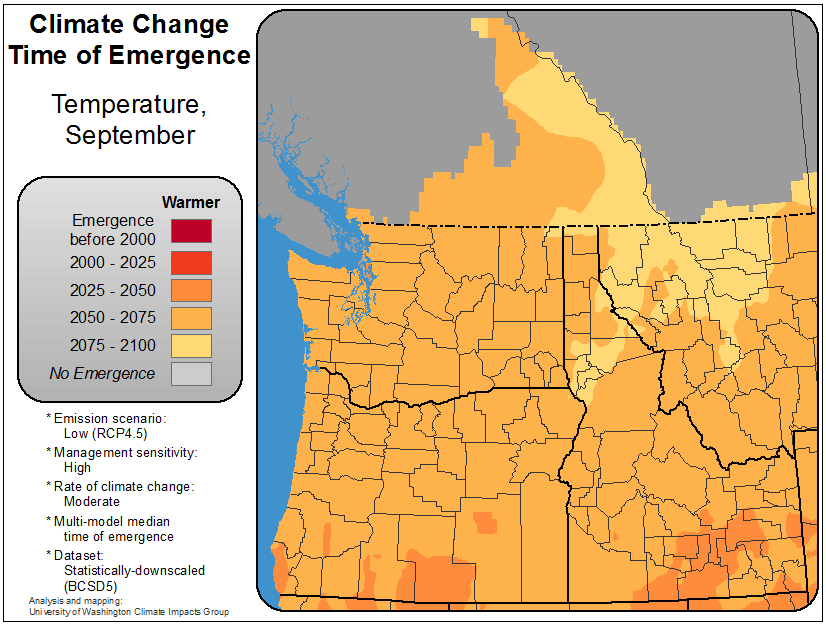 Climate Change
Time of Emergence
Temperature,
September
Warmer
Emergence
before 2000
2000 - 2025
2025 - 2050
2050 - 2075
2075 - 2100
No Emergence
* Emission scenario:
Low (RCP4.5)
* Management sensitivity:
High
* Rate of climate change:
Moderate
* Multi-model median
time of emergence
* Dataset:
Statistically-downscaled
(BCSD5)
Analysis and mapping:
University of Washington Climate Impacts Group